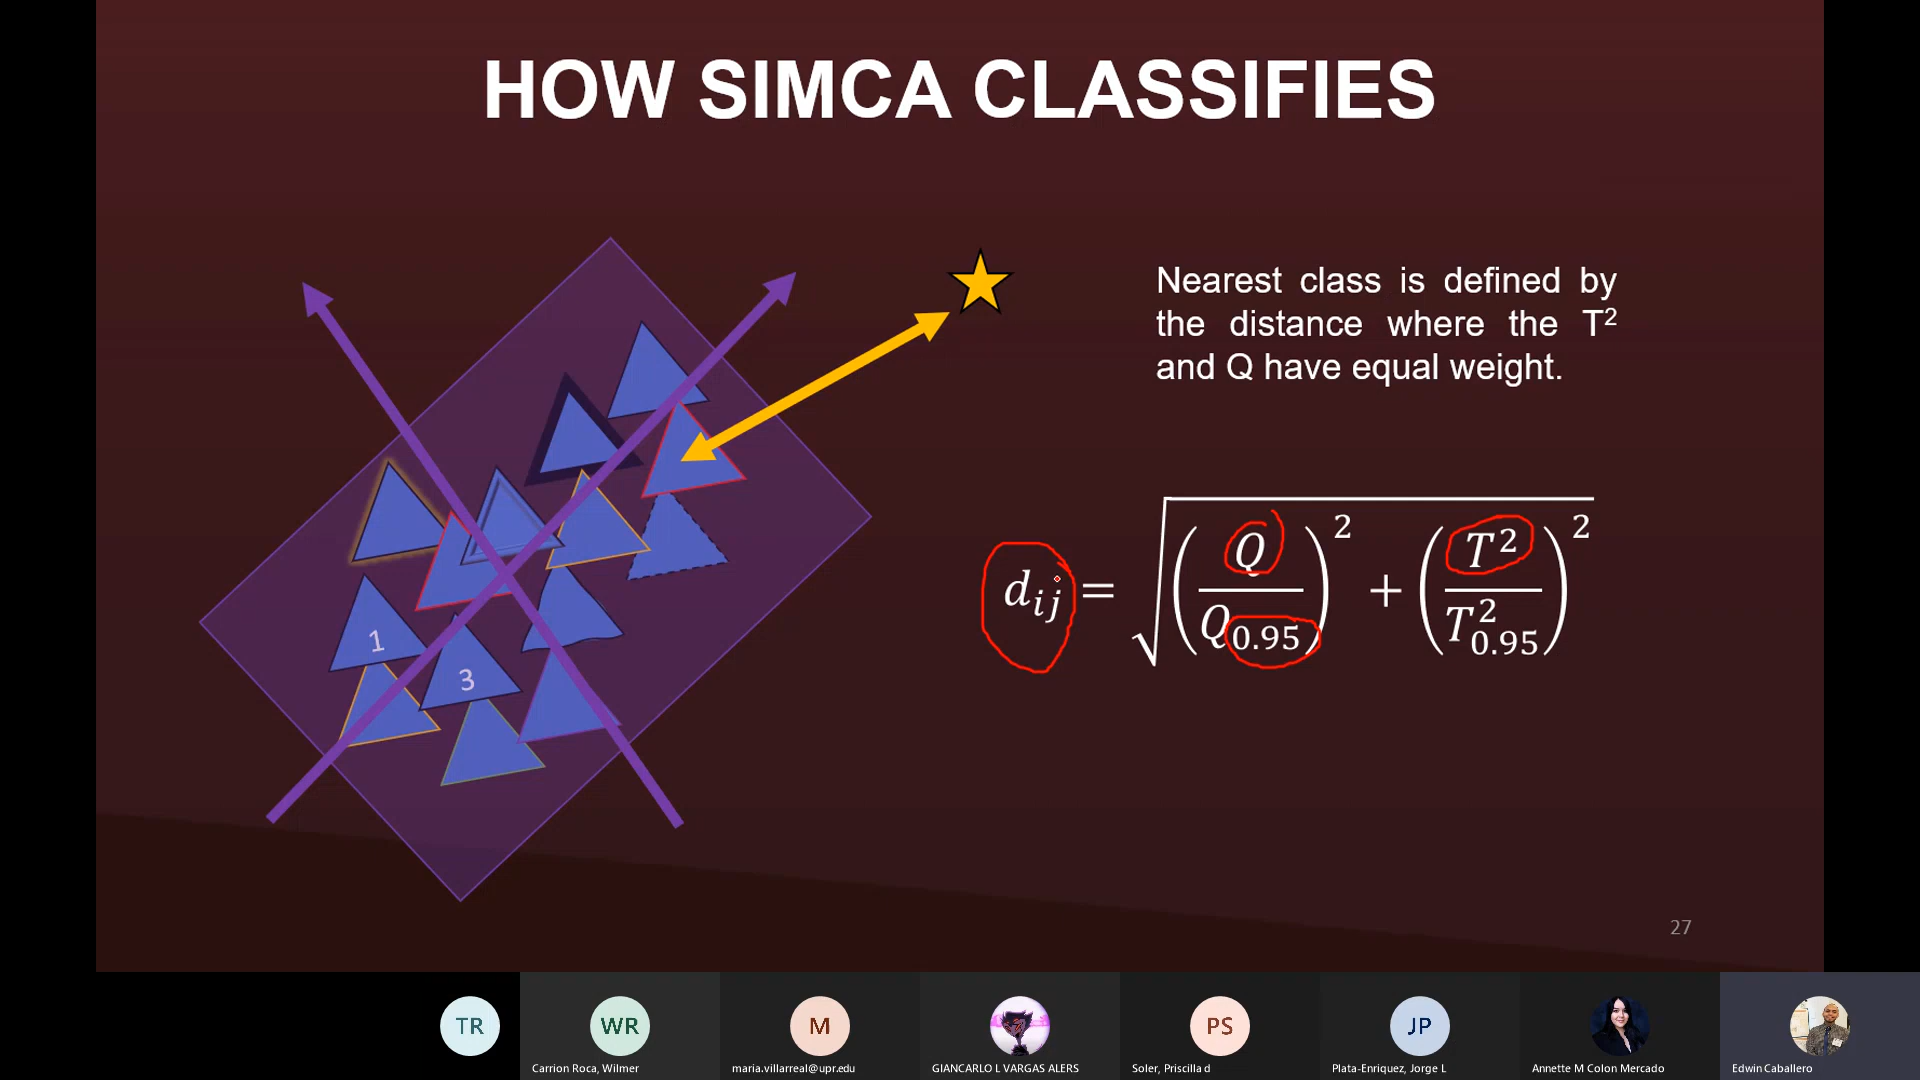 HOW SIMCA CLASSIFIES
Nearest class is defined by
the distance where the T²
and Q have equal weight.
d_{ij} = \sqrt{\left(\frac{Q}{Q_{0.95}}\right)^2 + \left(\frac{T^2}{T^2_{0.95}}\right)^2}
1
3
27
TR
WR
M
PS
JP
Carrion Roca, Wilmer
maria.villarreal@upr.edu
GIANCARLO L VARGAS ALERS
Soler, Priscilla d
Plata-Enriquez, Jorge L
Annette M Colon Mercado
Edwin Caballero